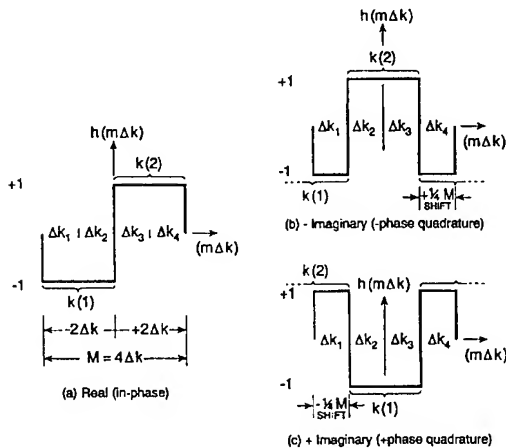 h(mΔk)
k(2)
+1
Δk₁ Δk₂ Δk₃ Δk₄
(mΔk)
-1
k(1)
-2Δk +2Δk
M = 4Δk
(a) Real (in-phase)
h(mΔk)
k(2)
+1
Δk₁ Δk₂ Δk₃ Δk₄
(mΔk)
-1
k(1)
+¼ M
SHIFT
(b) - Imaginary (-phase quadrature)
k(2)
h(mΔk)
+1
Δk₁ Δk₂ Δk₃ Δk₄
(mΔk)
-1
-¼ M
SHIFT
k(1)
(c) + Imaginary (+phase quadrature)